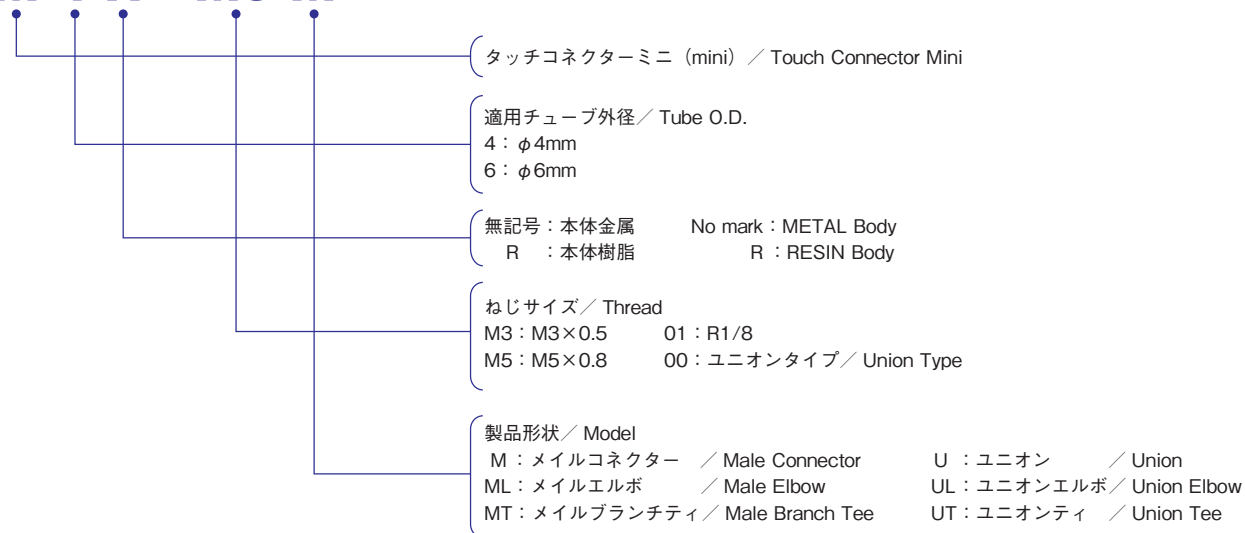 タッチコネクターミニ（mini）／ Touch Connector Mini
適用チューブ外径／ Tube O.D.
4：φ4mm
6：φ6mm
無記号：本体金属 No mark：METAL Body
R ：本体樹脂 R ：RESIN Body
ねじサイズ／ Thread
M3：M3×0.5 01：R1/8
M5：M5×0.8 00：ユニオンタイプ／ Union Type
製品形状／ Model
M：メイルコネクター ／ Male Connector U ：ユニオン ／ Union
ML：メイルエルボ ／ Male Elbow UL：ユニオンエルボ／ Union Elbow
MT：メイルブランチティ／ Male Branch Tee UT：ユニオンティ ／ Union Tee